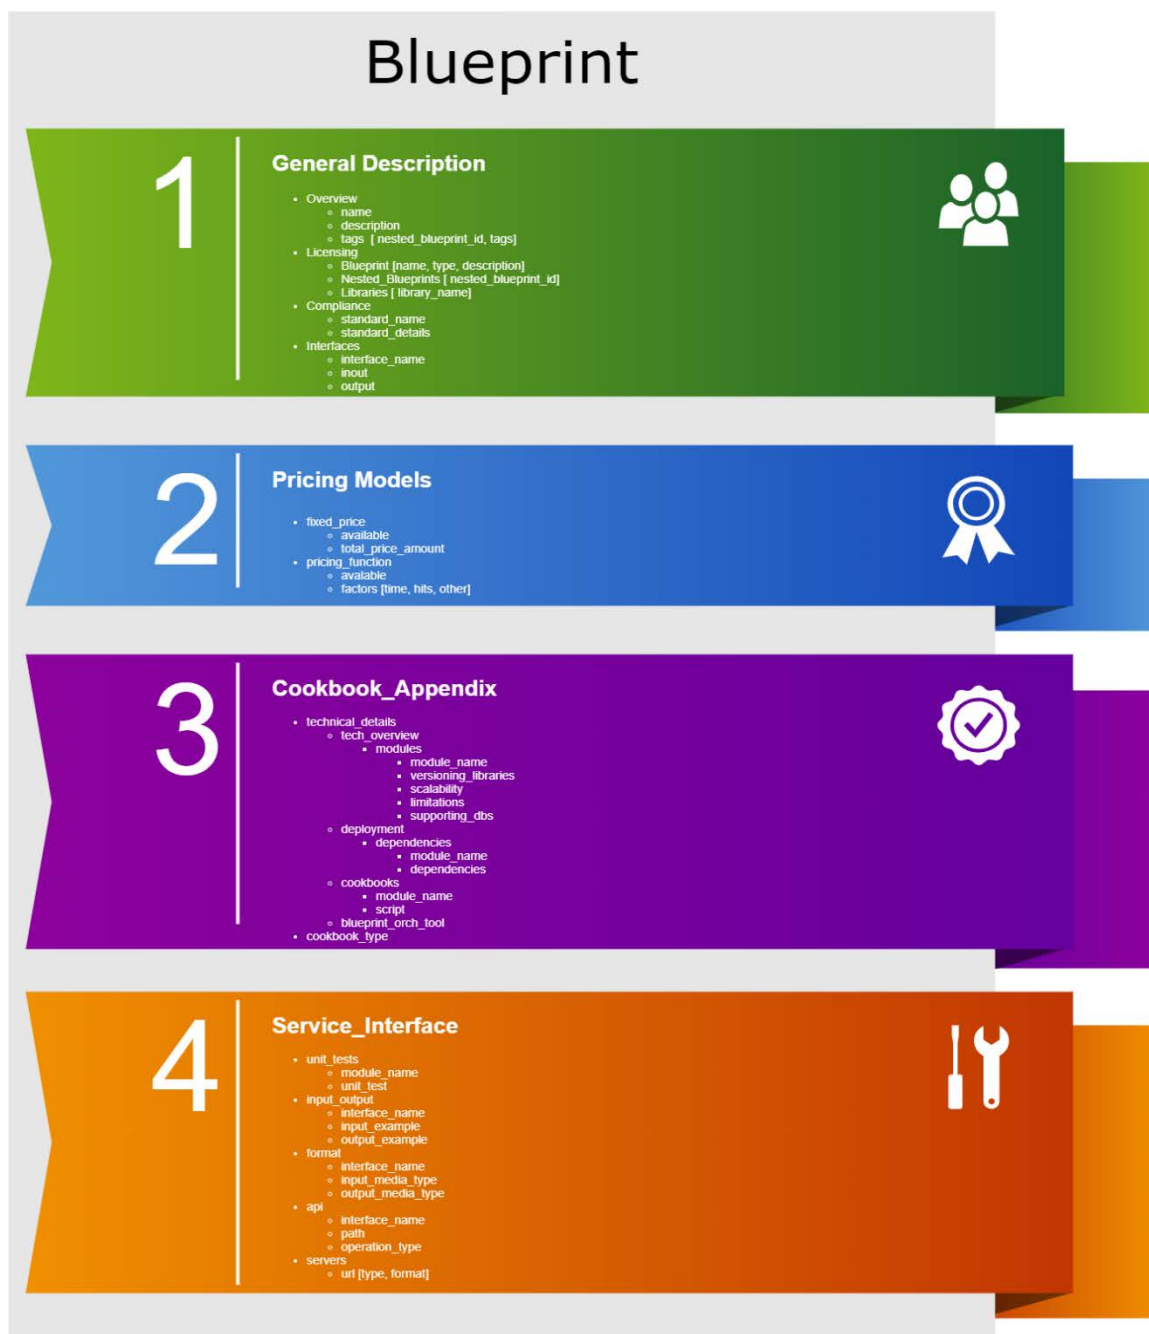 Blueprint
1
General Description
Overview
name
description
tags [ nested_blueprint_id, tags]
Licensing
Blueprint [name, type, description]
Nested_Blueprints [ nested_blueprint_id]
Libraries [ library_name]
Compliance
standard_name
standard_details
Interfaces
interface_name
inout
output
2
Pricing Models
fixed_price
available
total_price_amount
pricing_function
avalable
factors [time, hits, other]
3
Cookbook_Appendix
technical_details
tech_overview
modules
module_name
versioning_libraries
scalability
limitations
supporting_dbs
deployment
dependencies
module_name
dependencies
cookbooks
module_name
script
blueprint_orch_tool
cookbook_type
4
Service_Interface
unit_tests
module_name
unit_test
input_output
interface_name
input_example
output_example
format
interface_name
input_media_type
output_media_type
api
interface_name
path
operation_type
servers
url [type, format]